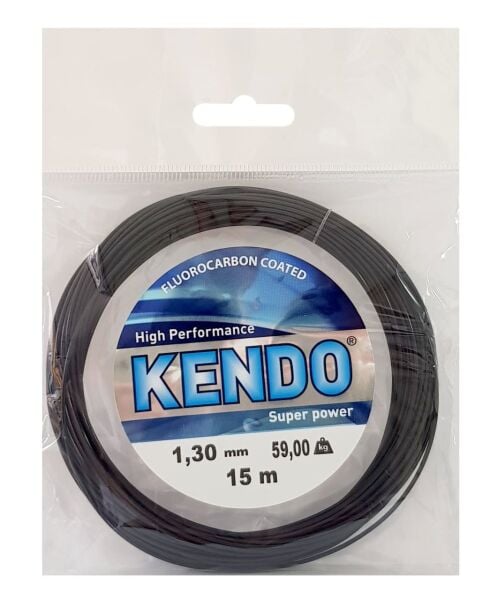 FLUOROCARBON COATED
High Performance
KENDO®
Super power
1,30 mm 59,00 kg
15 m